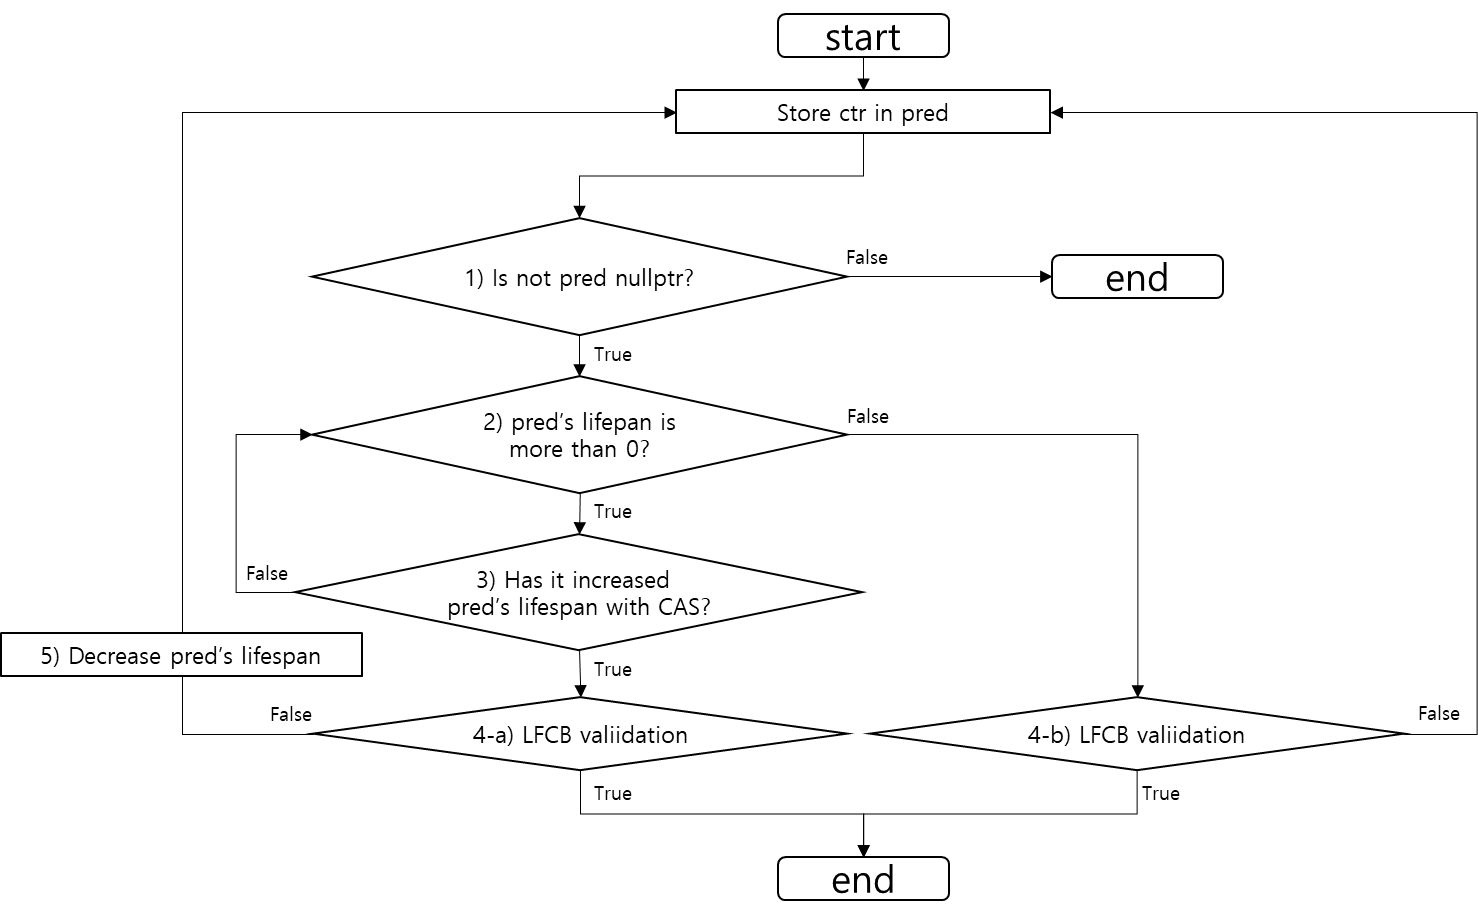 start
Store ctr in pred
1) Is not pred nullptr?
False
end
True
2) pred's lifepan is
more than 0?
False
True
3) Has it increased
pred's lifespan with CAS?
False
True
5) Decrease pred's lifespan
False
4-a) LFCB valiidation
4-b) LFCB valiidation
False
True
True
end